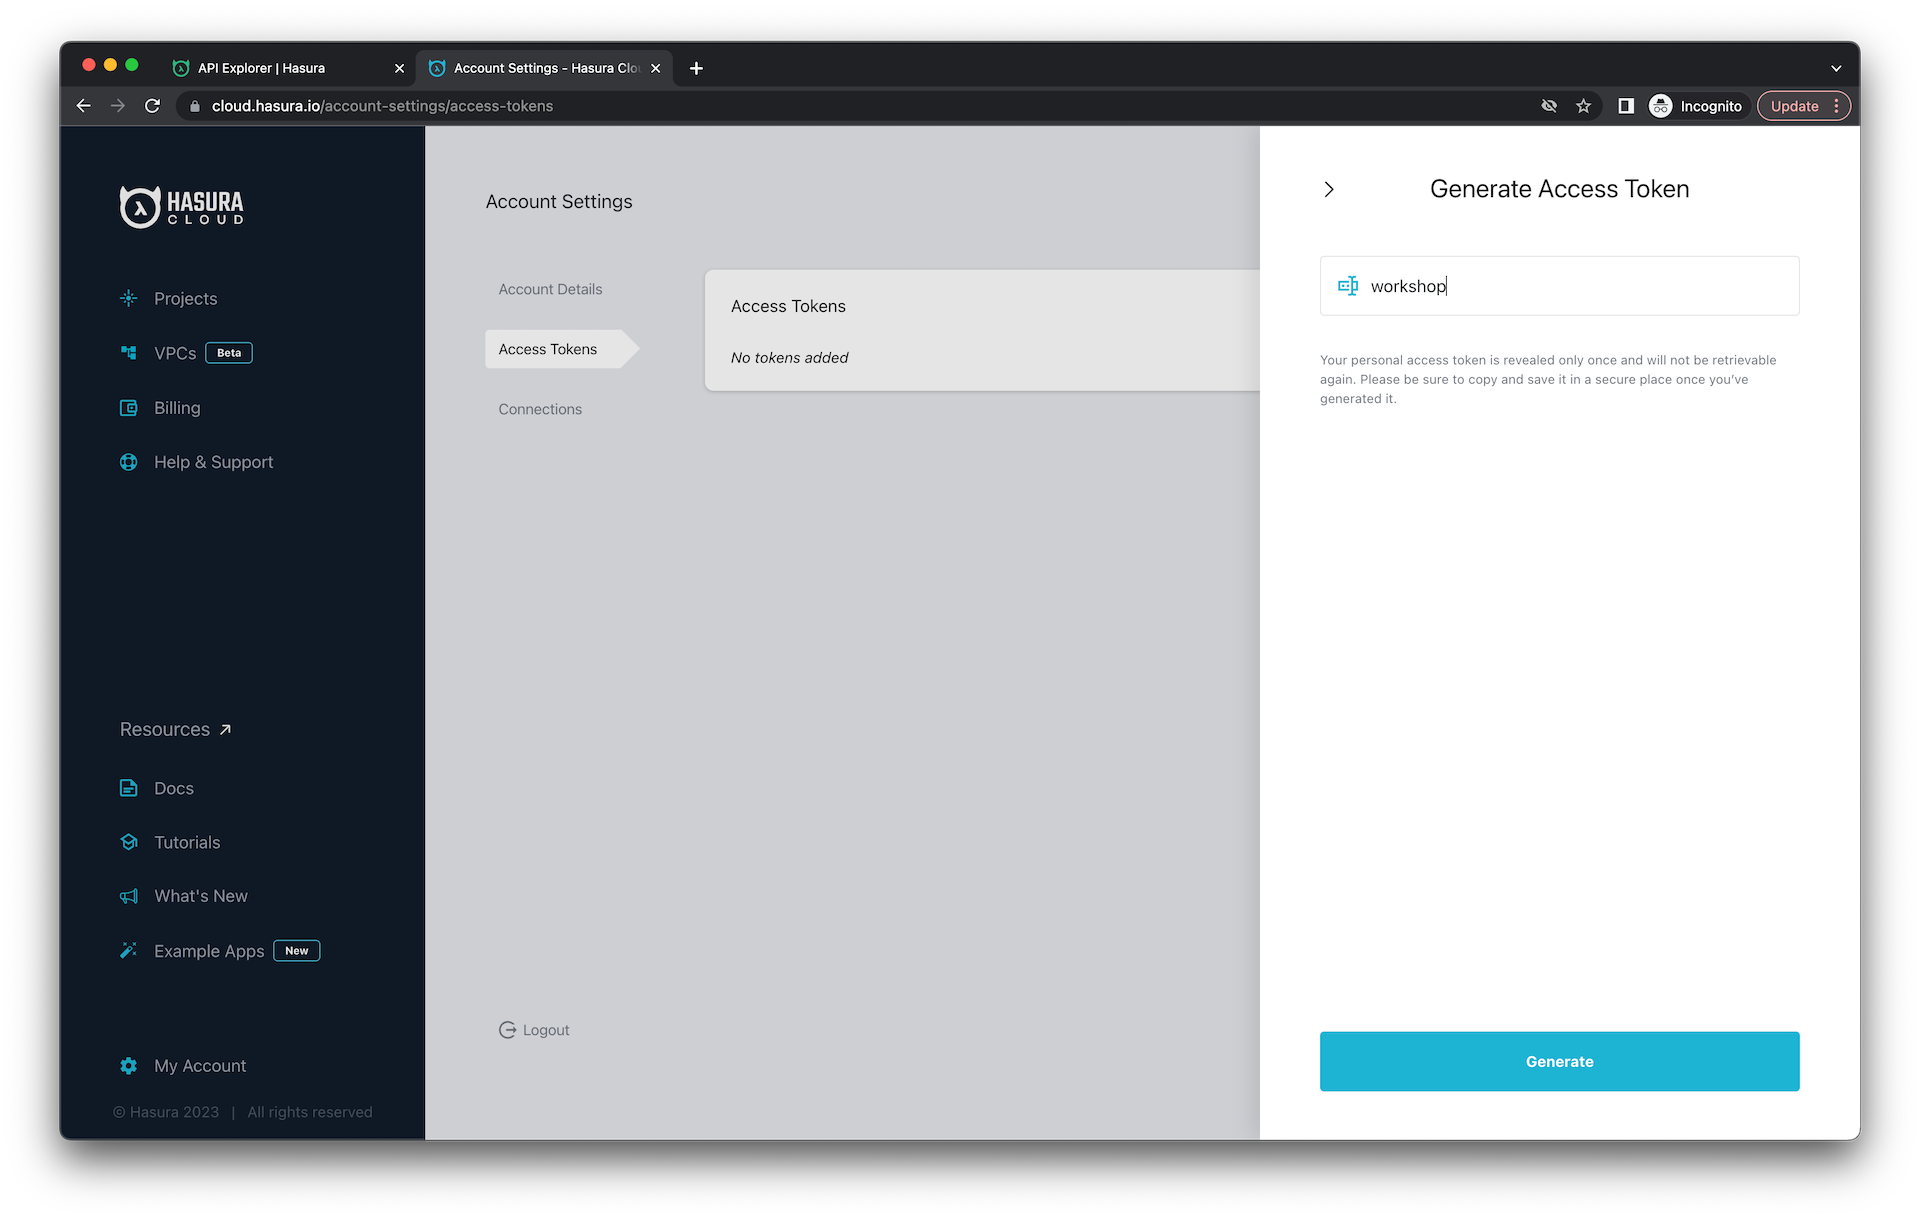 API Explorer | Hasura
Account Settings - Hasura Clo
cloud.hasura.io/account-settings/access-tokens
Incognito
Update
HASURA
CLOUD
Projects
VPCs Beta
Billing
Help & Support
Resources
Docs
Tutorials
What's New
Example Apps New
My Account
© Hasura 2023 | All rights reserved
Account Settings
Account Details
Access Tokens
Connections
Logout
Access Tokens
No tokens added
Generate Access Token
workshop
Your personal access token is revealed only once and will not be retrievable
again. Please be sure to copy and save it in a secure place once you've
generated it.
Generate